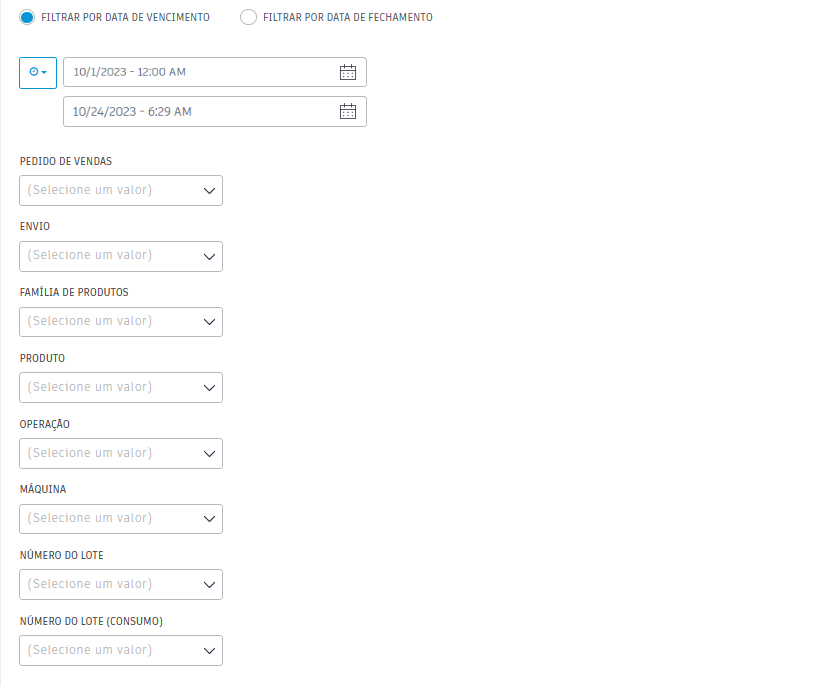 FILTRAR POR DATA DE VENCIMENTO FILTRAR POR DATA DE FECHAMENTO
10/1/2023 - 12:00 AM
10/24/2023 - 6:29 AM
PEDIDO DE VENDAS
(Selecione um valor)
ENVIO
(Selecione um valor)
FAMÍLIA DE PRODUTOS
(Selecione um valor)
PRODUTO
(Selecione um valor)
OPERAÇÃO
(Selecione um valor)
MÁQUINA
(Selecione um valor)
NÚMERO DO LOTE
(Selecione um valor)
NÚMERO DO LOTE (CONSUMO)
(Selecione um valor)